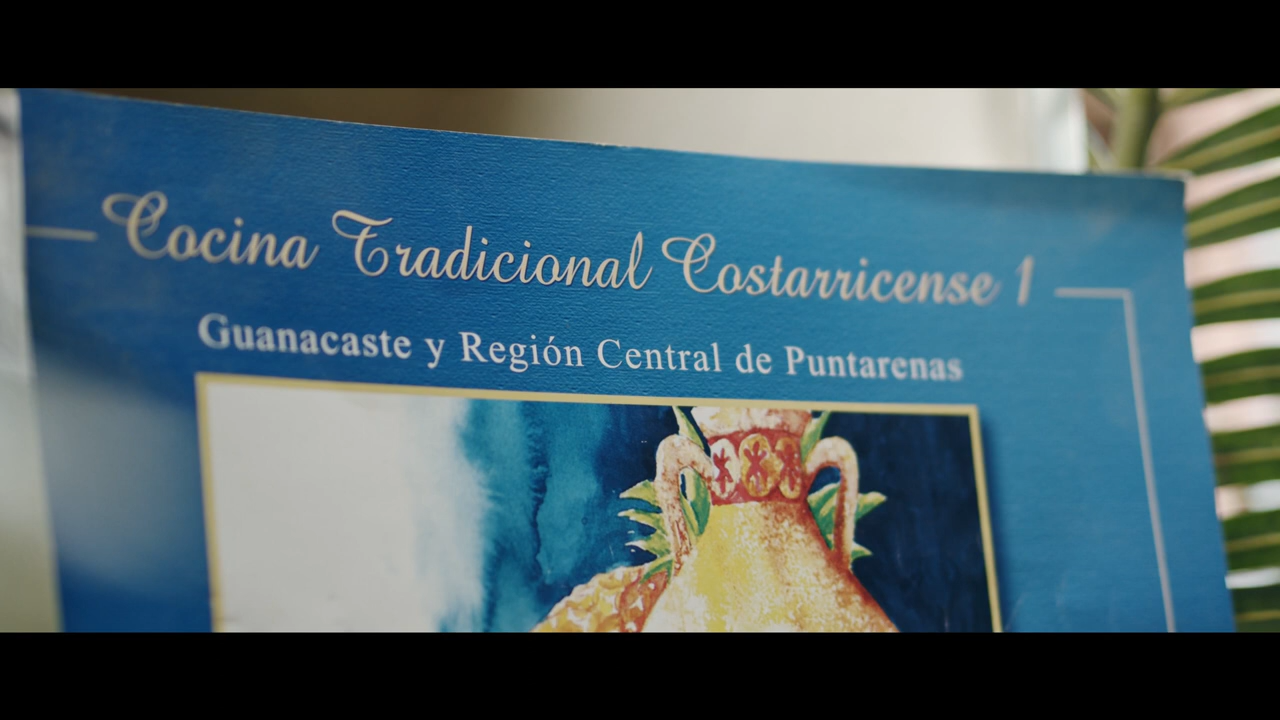 Cocina Tradicional Costarricense 1
Guanacaste y Región Central de Puntarenas